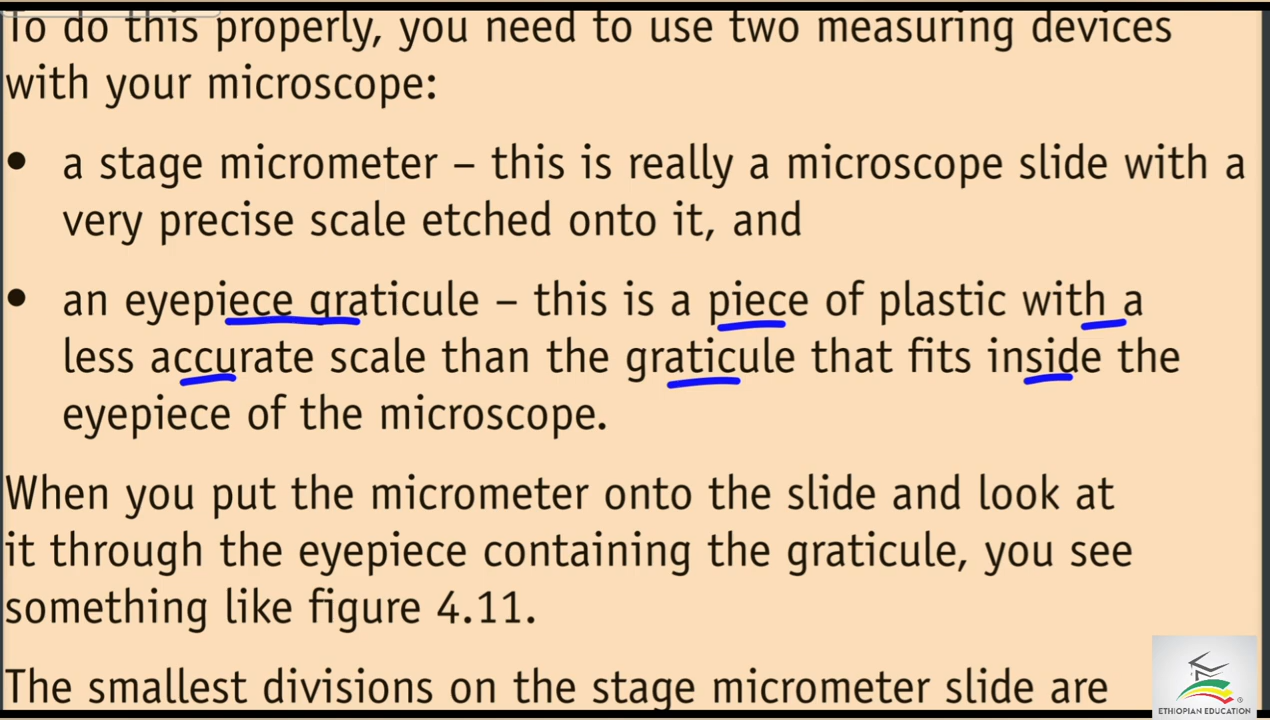 To do this properly, you need to use two measuring devices
with your microscope:
• a stage micrometer – this is really a microscope slide with a
very precise scale etched onto it, and
• an eyepiece graticule – this is a piece of plastic with a
less accurate scale than the graticule that fits inside the
eyepiece of the microscope.
When you put the micrometer onto the slide and look at
it through the eyepiece containing the graticule, you see
something like figure 4.11.
The smallest divisions on the stage micrometer slide are
ETHIOPIAN EDUCATION